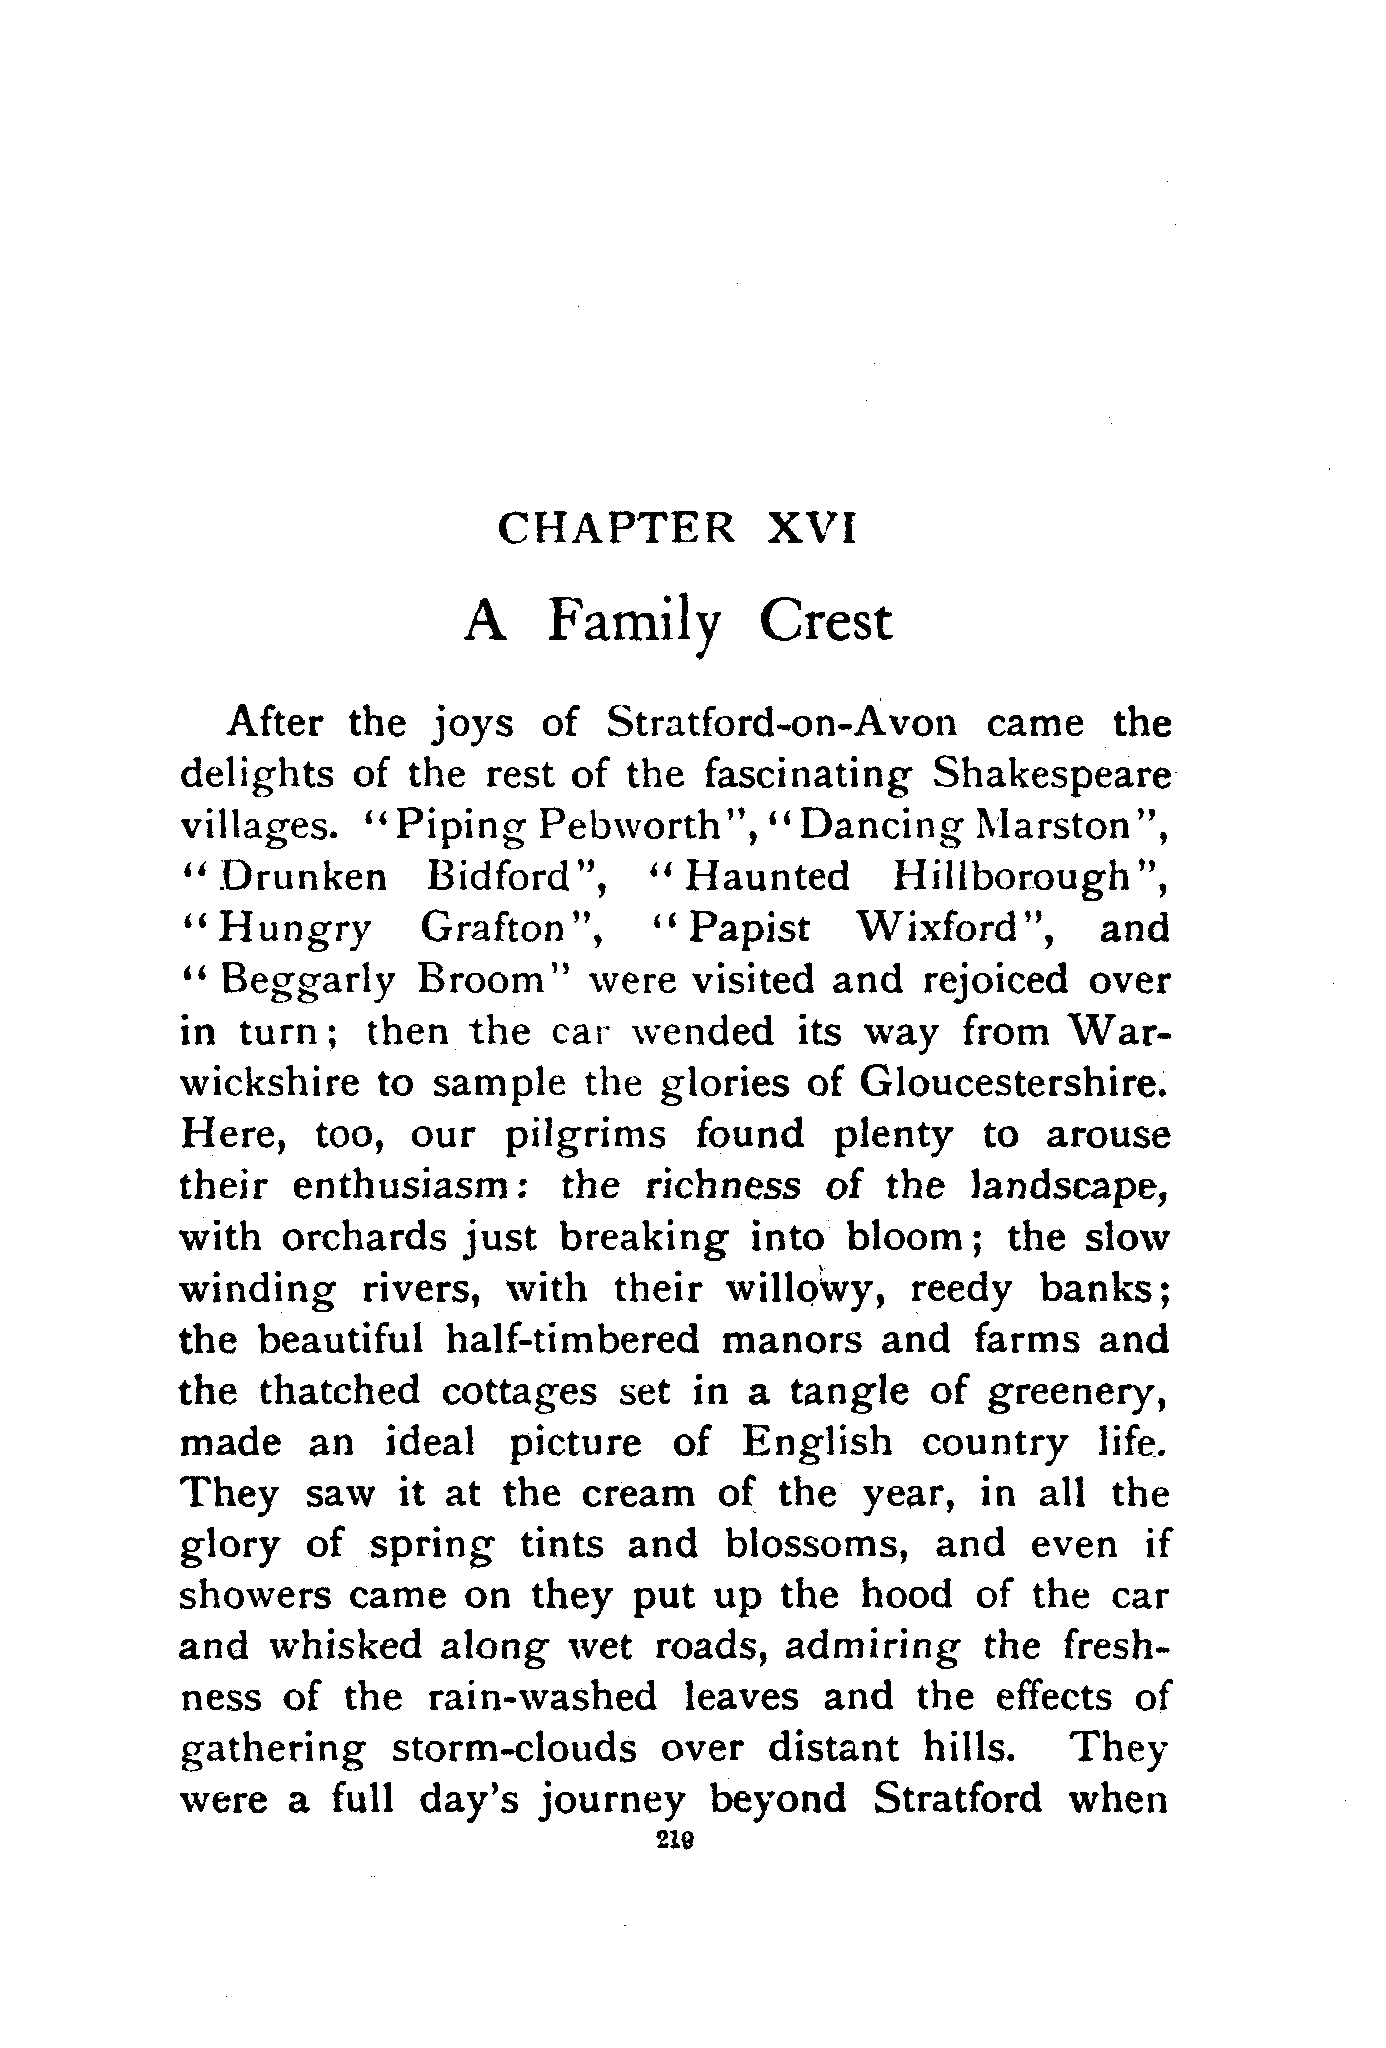 CHAPTER XVI
A Family Crest
After the joys of Stratford-on-Avon came the
delights of the rest of the fascinating Shakespeare
villages. "Piping Pebworth", "Dancing Marston",
"Drunken Bidford", "Haunted Hillborough",
"Hungry Grafton", "Papist Wixford", and
"Beggarly Broom" were visited and rejoiced over
in turn; then the car wended its way from War-
wickshire to sample the glories of Gloucestershire.
Here, too, our pilgrims found plenty to arouse
their enthusiasm: the richness of the landscape,
with orchards just breaking into bloom; the slow
winding rivers, with their willowy, reedy banks;
the beautiful half-timbered manors and farms and
the thatched cottages set in a tangle of greenery,
made an ideal picture of English country life.
They saw it at the cream of the year, in all the
glory of spring tints and blossoms, and even if
showers came on they put up the hood of the car
and whisked along wet roads, admiring the fresh-
ness of the rain-washed leaves and the effects of
gathering storm-clouds over distant hills. They
were a full day's journey beyond Stratford when
219